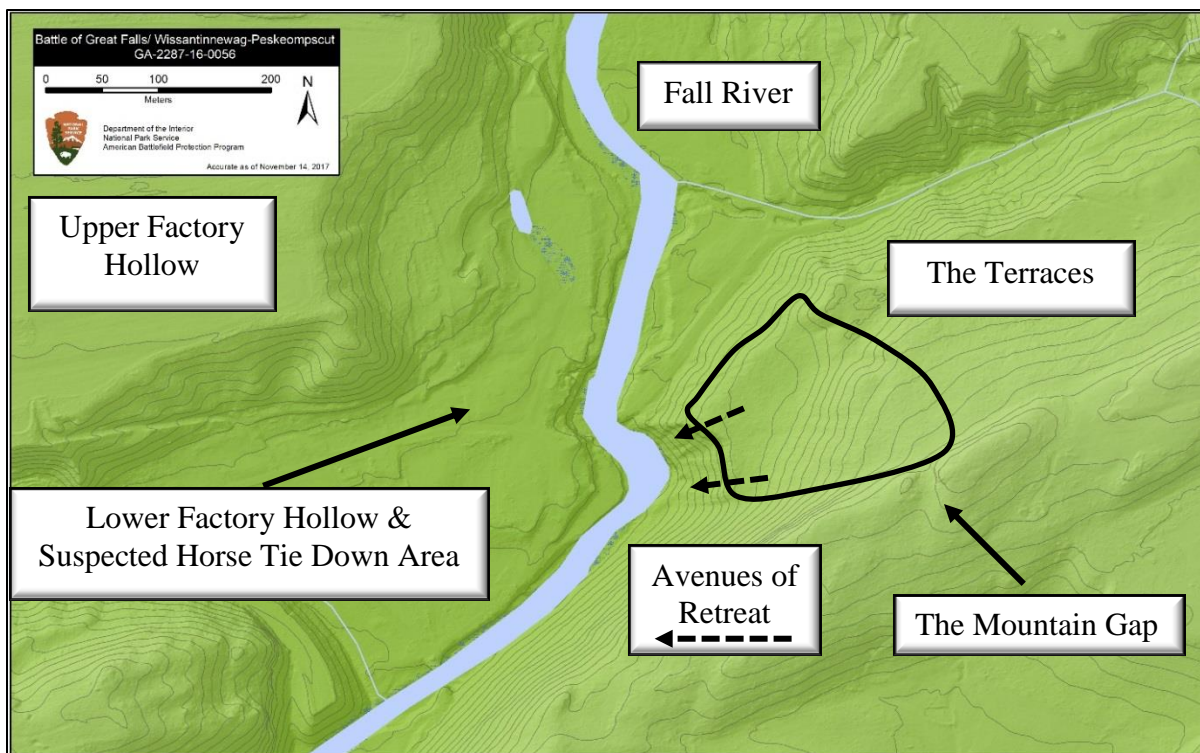 Battle of Great Falls/ Wissantinnewag-Peskeompscut
GA-2287-16-0056
0 50 100 200
Meters
N
Department of the Interior
National Park Service
American Battlefield Protection Program
Accurate as of November 14, 2017
Fall River
Upper Factory
Hollow
The Terraces
Lower Factory Hollow &
Suspected Horse Tie Down Area
Avenues of
Retreat
The Mountain Gap